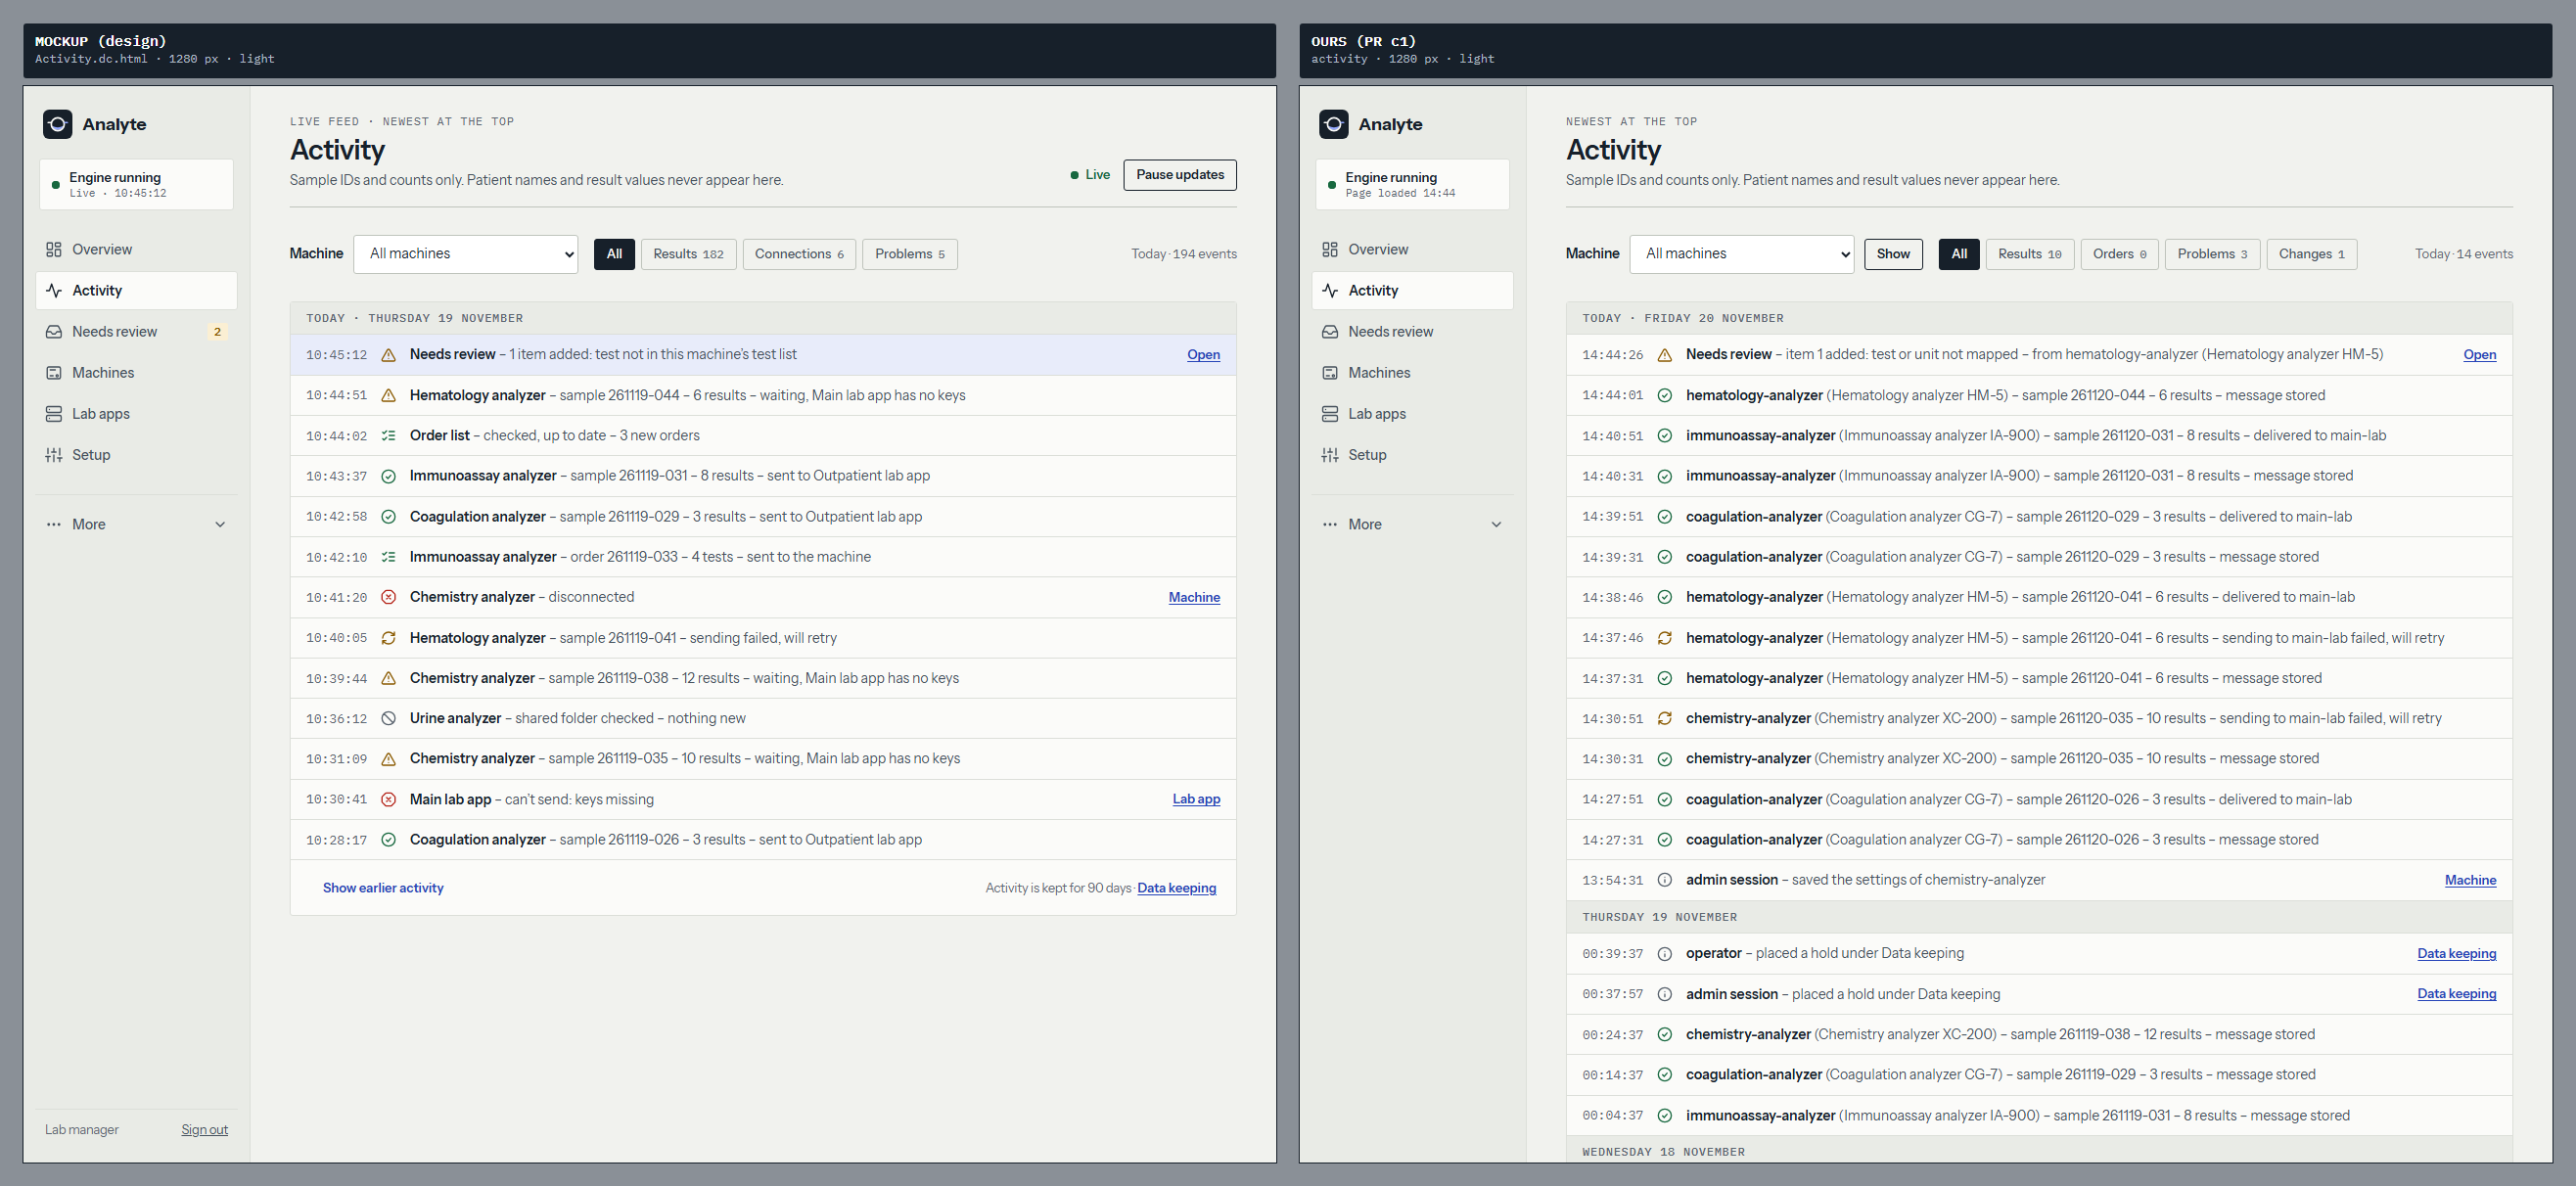 MOCKUP (design)
Activity.dc.html · 1280 px · light
Analyte
Engine running
Live · 10:45:12
Overview
Activity
Needs review 2
Machines
Lab apps
Setup
More
Lab manager Sign out
LIVE FEED · NEWEST AT THE TOP
Activity
Sample IDs and counts only. Patient names and result values never appear here.
Live Pause updates
Machine All machines All Results 182 Connections 6 Problems 5 Today · 194 events
TODAY · THURSDAY 19 NOVEMBER
10:45:12 Needs review – 1 item added: test not in this machine's test list Open
10:44:51 Hematology analyzer – sample 261119-044 – 6 results – waiting, Main lab app has no keys
10:44:02 Order list – checked, up to date – 3 new orders
10:43:37 Immunoassay analyzer – sample 261119-031 – 8 results – sent to Outpatient lab app
10:42:58 Coagulation analyzer – sample 261119-029 – 3 results – sent to Outpatient lab app
10:42:10 Immunoassay analyzer – order 261119-033 – 4 tests – sent to the machine
10:41:20 Chemistry analyzer – disconnected Machine
10:40:05 Hematology analyzer – sample 261119-041 – sending failed, will retry
10:39:44 Chemistry analyzer – sample 261119-038 – 12 results – waiting, Main lab app has no keys
10:36:12 Urine analyzer – shared folder checked – nothing new
10:31:09 Chemistry analyzer – sample 261119-035 – 10 results – waiting, Main lab app has no keys
10:30:41 Main lab app – can't send: keys missing Lab app
10:28:17 Coagulation analyzer – sample 261119-026 – 3 results – sent to Outpatient lab app
Show earlier activity Activity is kept for 90 days · Data keeping
OURS (PR c1)
activity · 1280 px · light
Analyte
Engine running
Page loaded 14:44
Overview
Activity
Needs review
Machines
Lab apps
Setup
More
NEWEST AT THE TOP
Activity
Sample IDs and counts only. Patient names and result values never appear here.
Machine All machines Show All Results 10 Orders 0 Problems 3 Changes 1 Today · 14 events
TODAY · FRIDAY 20 NOVEMBER
14:44:26 Needs review – item 1 added: test or unit not mapped – from hematology-analyzer (Hematology analyzer HM-5) Open
14:44:01 hematology-analyzer (Hematology analyzer HM-5) – sample 261120-044 – 6 results – message stored
14:40:51 immunoassay-analyzer (Immunoassay analyzer IA-900) – sample 261120-031 – 8 results – delivered to main-lab
14:40:31 immunoassay-analyzer (Immunoassay analyzer IA-900) – sample 261120-031 – 8 results – message stored
14:39:51 coagulation-analyzer (Coagulation analyzer CG-7) – sample 261120-029 – 3 results – delivered to main-lab
14:39:31 coagulation-analyzer (Coagulation analyzer CG-7) – sample 261120-029 – 3 results – message stored
14:38:46 hematology-analyzer (Hematology analyzer HM-5) – sample 261120-041 – 6 results – delivered to main-lab
14:37:46 hematology-analyzer (Hematology analyzer HM-5) – sample 261120-041 – 6 results – sending to main-lab failed, will retry
14:37:31 hematology-analyzer (Hematology analyzer HM-5) – sample 261120-041 – 6 results – message stored
14:30:51 chemistry-analyzer (Chemistry analyzer XC-200) – sample 261120-035 – 10 results – sending to main-lab failed, will retry
14:30:31 chemistry-analyzer (Chemistry analyzer XC-200) – sample 261120-035 – 10 results – message stored
14:27:51 coagulation-analyzer (Coagulation analyzer CG-7) – sample 261120-026 – 3 results – delivered to main-lab
14:27:31 coagulation-analyzer (Coagulation analyzer CG-7) – sample 261120-026 – 3 results – message stored
13:54:31 admin session – saved the settings of chemistry-analyzer Machine
THURSDAY 19 NOVEMBER
00:39:37 operator – placed a hold under Data keeping Data keeping
00:37:57 admin session – placed a hold under Data keeping Data keeping
00:24:37 chemistry-analyzer (Chemistry analyzer XC-200) – sample 261119-038 – 12 results – message stored
00:14:37 coagulation-analyzer (Coagulation analyzer CG-7) – sample 261119-029 – 3 results – message stored
00:04:37 immunoassay-analyzer (Immunoassay analyzer IA-900) – sample 261119-031 – 8 results – message stored
WEDNESDAY 18 NOVEMBER